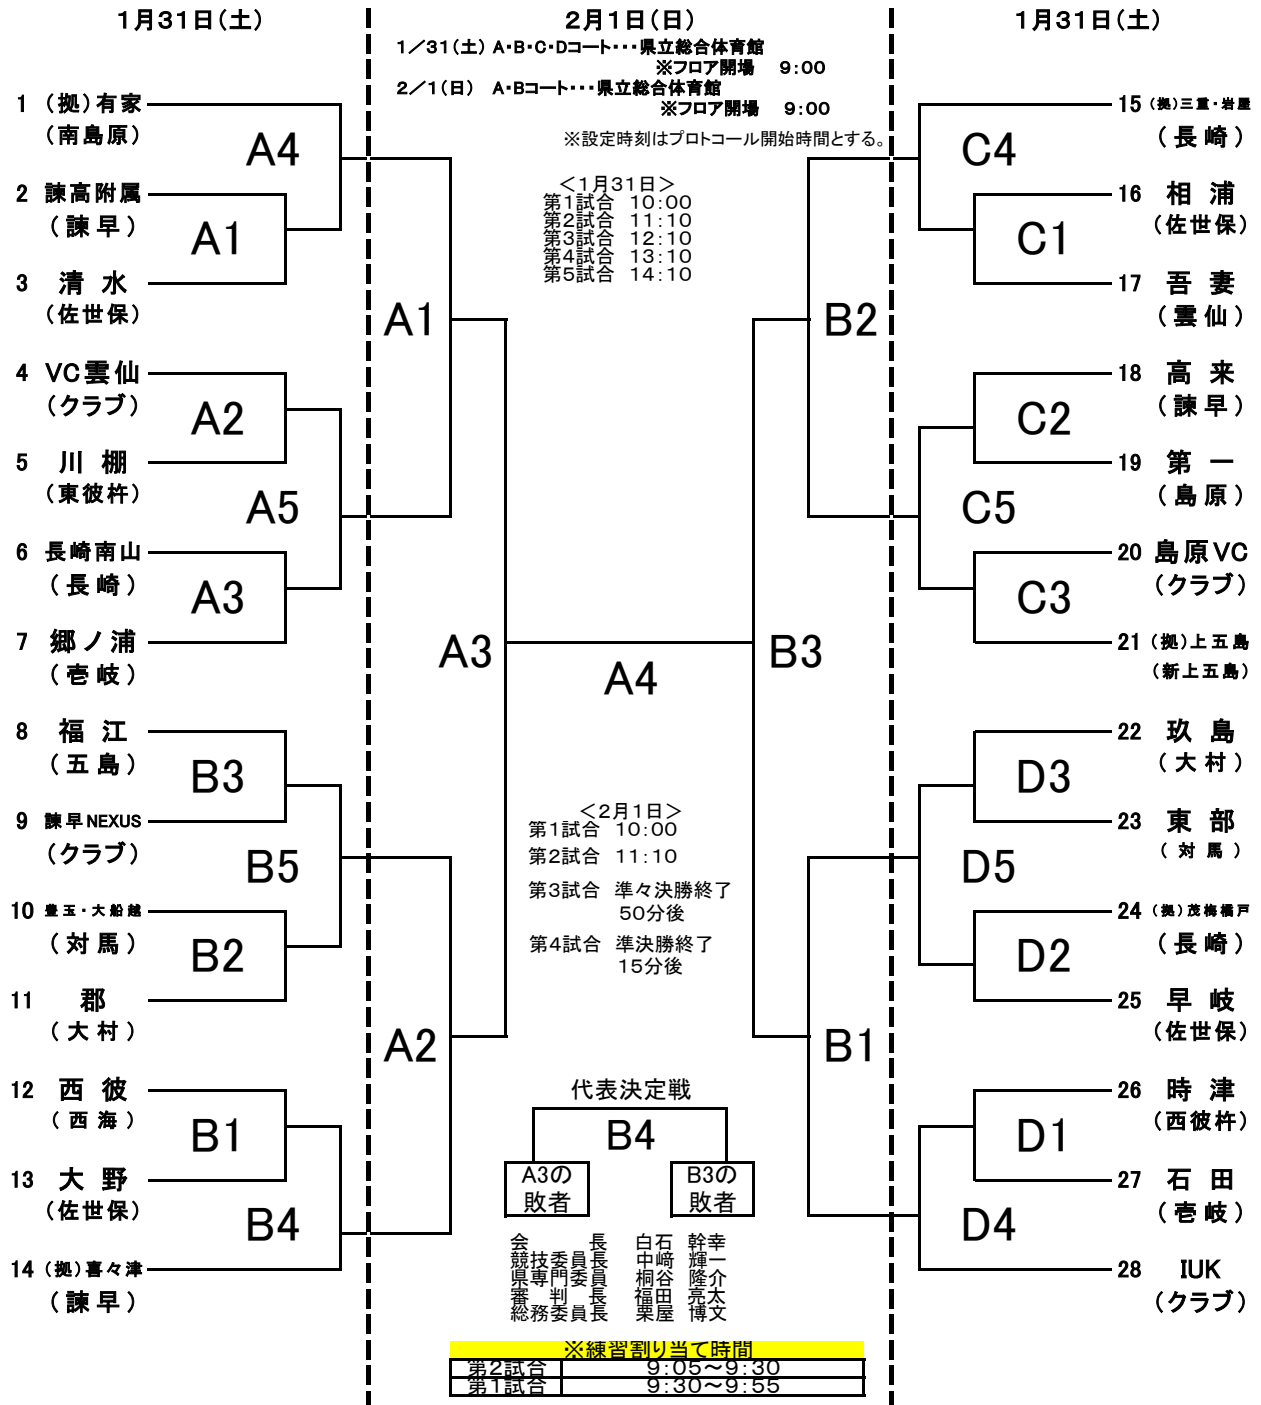 1月31日(土)
2月1日(日)
1月31日(土)
1／31(土) A・B・C・Dコート・・・県立総合体育館
※フロア開場 9:00
2／1(日) A・Bコート・・・県立総合体育館
※フロア開場 9:00
※設定時刻はプロトコール開始時間とする。
＜1月31日＞
第1試合 10:00
第2試合 11:10
第3試合 12:10
第4試合 13:10
第5試合 14:10
1 (拠)有家
(南島原)
A4
2 諫高附属
(諫早)
A1
3 清水
(佐世保)
A1
4 VC雲仙
(クラブ)
A2
5 川棚
(東彼杵)
A5
6 長崎南山
(長崎)
A3
7 郷ノ浦
(壱岐)
A3
8 福江
(五島)
B3
9 諫早NEXUS
(クラブ)
B5
10 豊玉・大船越
(対馬)
B2
11 郡
(大村)
A2
12 西彼
(西海)
B1
13 大野
(佐世保)
B4
14 (拠)喜々津
(諫早)
A4
15 (拠)三重・岩屋
(長崎)
C4
16 相浦
(佐世保)
C1
17 吾妻
(雲仙)
B2
18 高来
(諫早)
C2
19 第一
(島原)
C5
20 島原VC
(クラブ)
C3
21 (拠)上五島
(新上五島)
B3
22 玖島
(大村)
D3
23 東部
(対馬)
D5
24 (拠)茂梅橘戸
(長崎)
D2
25 早岐
(佐世保)
B1
26 時津
(西彼杵)
D1
27 石田
(壱岐)
D4
28 IUK
(クラブ)
＜2月1日＞
第1試合 10:00
第2試合 11:10
第3試合 準々決勝終了
50分後
第4試合 準決勝終了
15分後
代表決定戦
B4
A3の
敗者
B3の
敗者
会長 白石 幹幸
競技委員長 中﨑 輝一
県専門委員 桐谷 隆介
審判長 福田 亮太
総務委員長 栗屋 博文
※練習割り当て時間
第2試合 9:05～9:30
第1試合 9:30～9:55